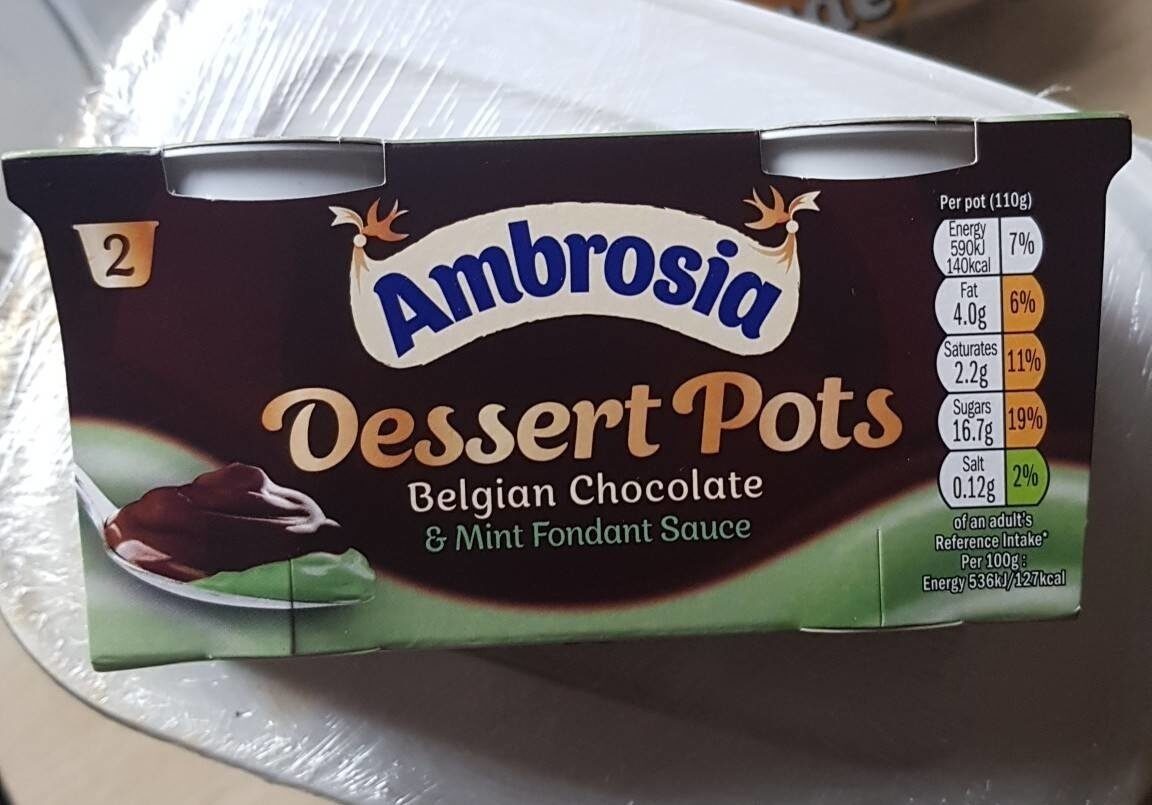 2
Ambrosia
Dessert Pots
Belgian Chocolate
& Mint Fondant Sauce
Per pot (110g)
Energy
590kJ
140kcal
7%
Fat
4.0g
6%
Saturates
2.2g
11%
Sugars
16.7g
19%
Salt
0.12g
2%
of an adult's
Reference Intake*
Per 100g:
Energy 536kJ/127kcal